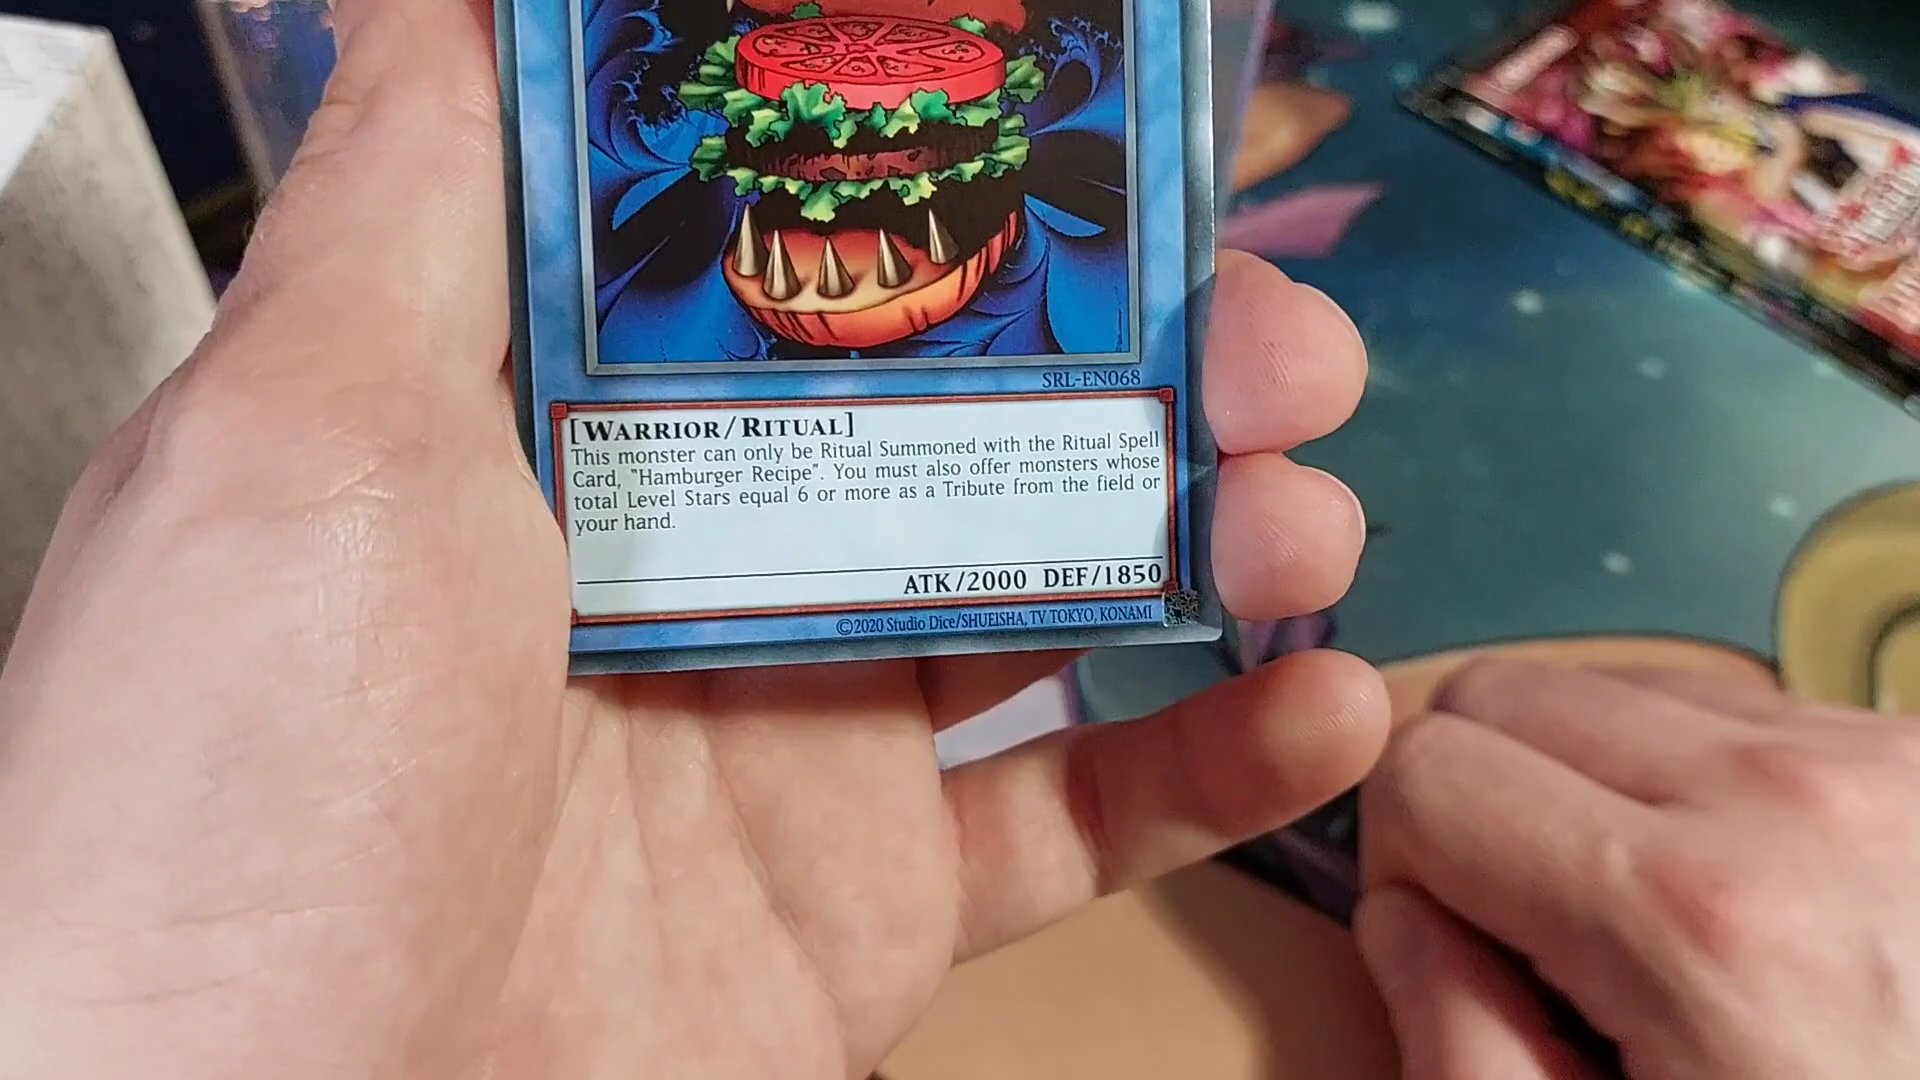 SRL-EN068
[WARRIOR/RITUAL]
This monster can only be Ritual Summoned with the Ritual Spell
Card, "Hamburger Recipe". You must also offer monsters whose
total Level Stars equal 6 or more as a Tribute from the field or
your hand.
ATK/2000 DEF/1850
©2020 Studio Dice/SHUEISHA, TV TOKYO, KONAMI